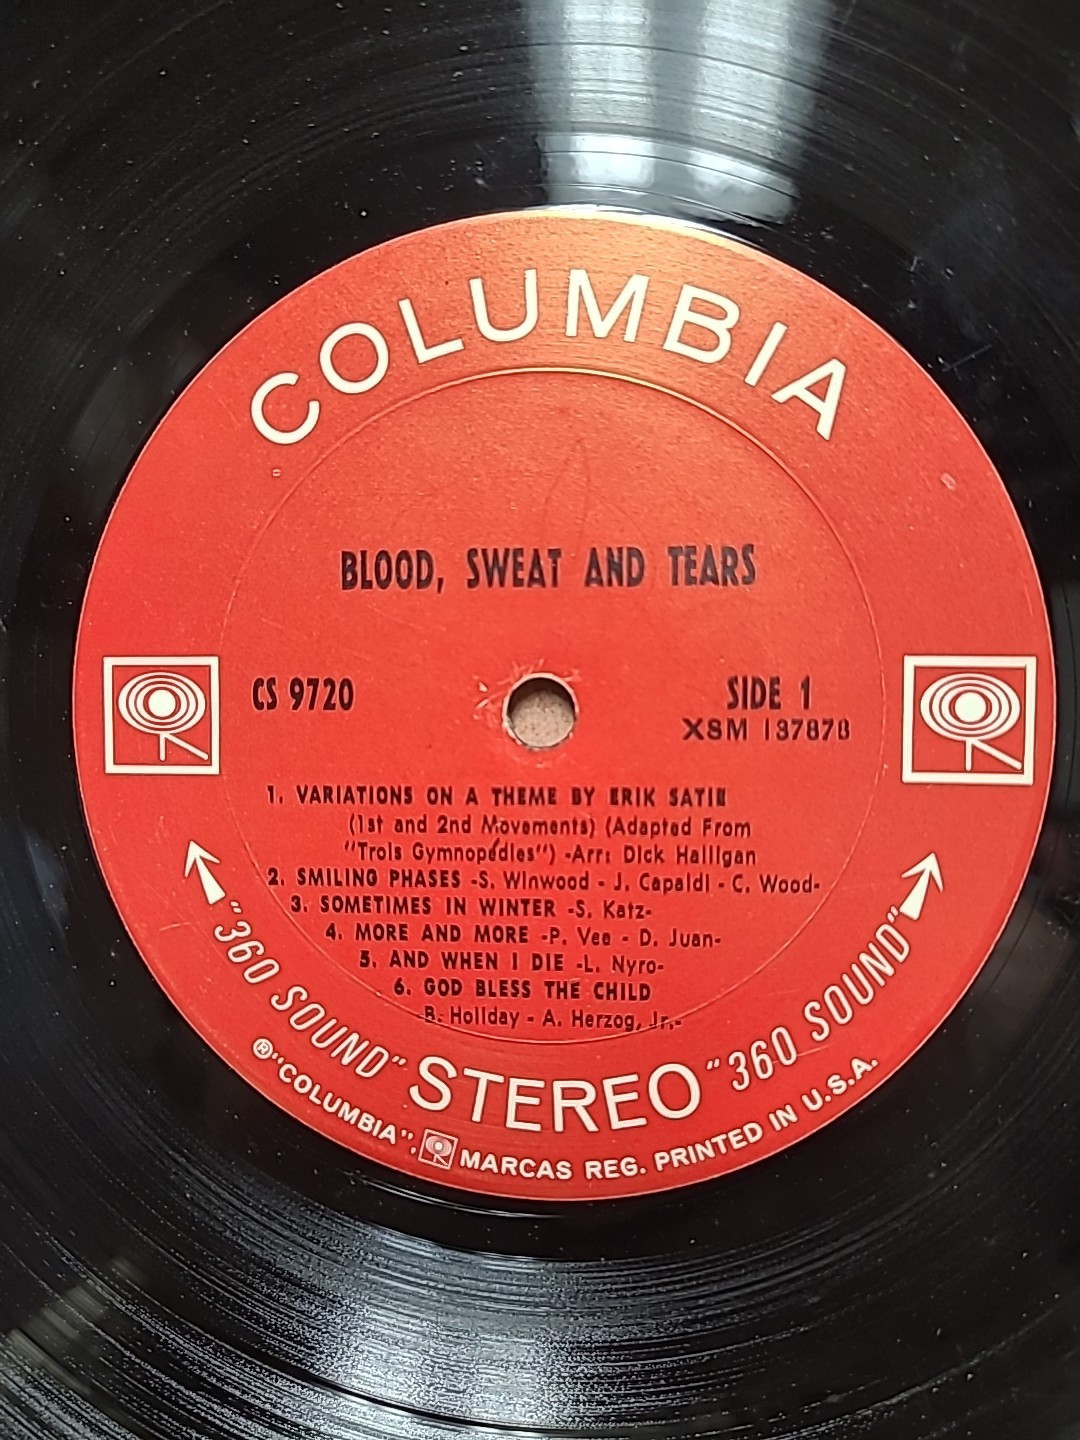 COLUMBIA
BLOOD, SWEAT AND TEARS
CS 9720
SIDE 1
XSM 137878
1. VARIATIONS ON A THEME BY ERIK SATIE
(1st and 2nd Movements) (Adapted From
"Trois Gymnopédies") -Arr: Dick Halligan
2. SMILING PHASES -S. Winwood - J. Capaldi - C. Wood-
3. SOMETIMES IN WINTER -S. Katz-
4. MORE AND MORE -P. Vee - D. Juan-
5. AND WHEN I DIE -L. Nyro-
6. GOD BLESS THE CHILD
-B. Holiday - A. Herzog, Jr.-
"360 SOUND" STEREO "360 SOUND"
® "COLUMBIA", MARCAS REG. PRINTED IN U.S.A.